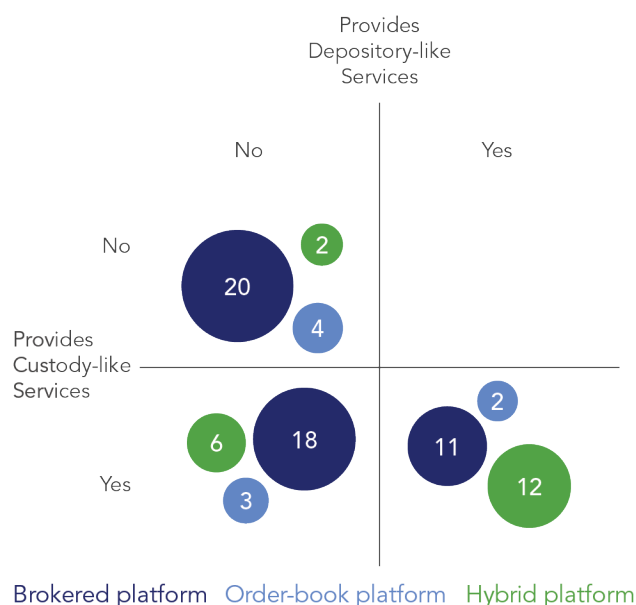 Provides
Depository-like
Services
No
Yes
No
2
20
4
Provides
Custody-like
Services
2
6
18
11
Yes
12
3
Brokered platform Order-book platform Hybrid platform